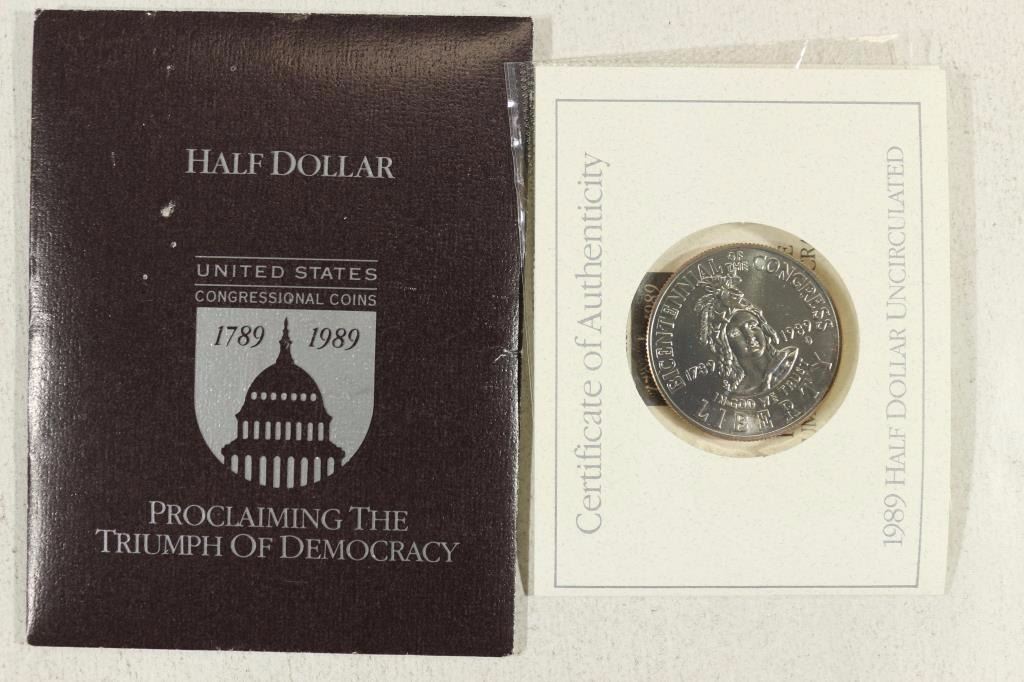 HALF DOLLAR
UNITED STATES
CONGRESSIONAL COINS
1789 1989
PROCLAIMING THE
TRIUMPH OF DEMOCRACY
Certificate of Authenticity
BICENTENNIAL OF THE CONGRESS
1789 1989
IN GOD WE TRUST
LIBERTY
1989 HALF DOLLAR UNCIRCULATED